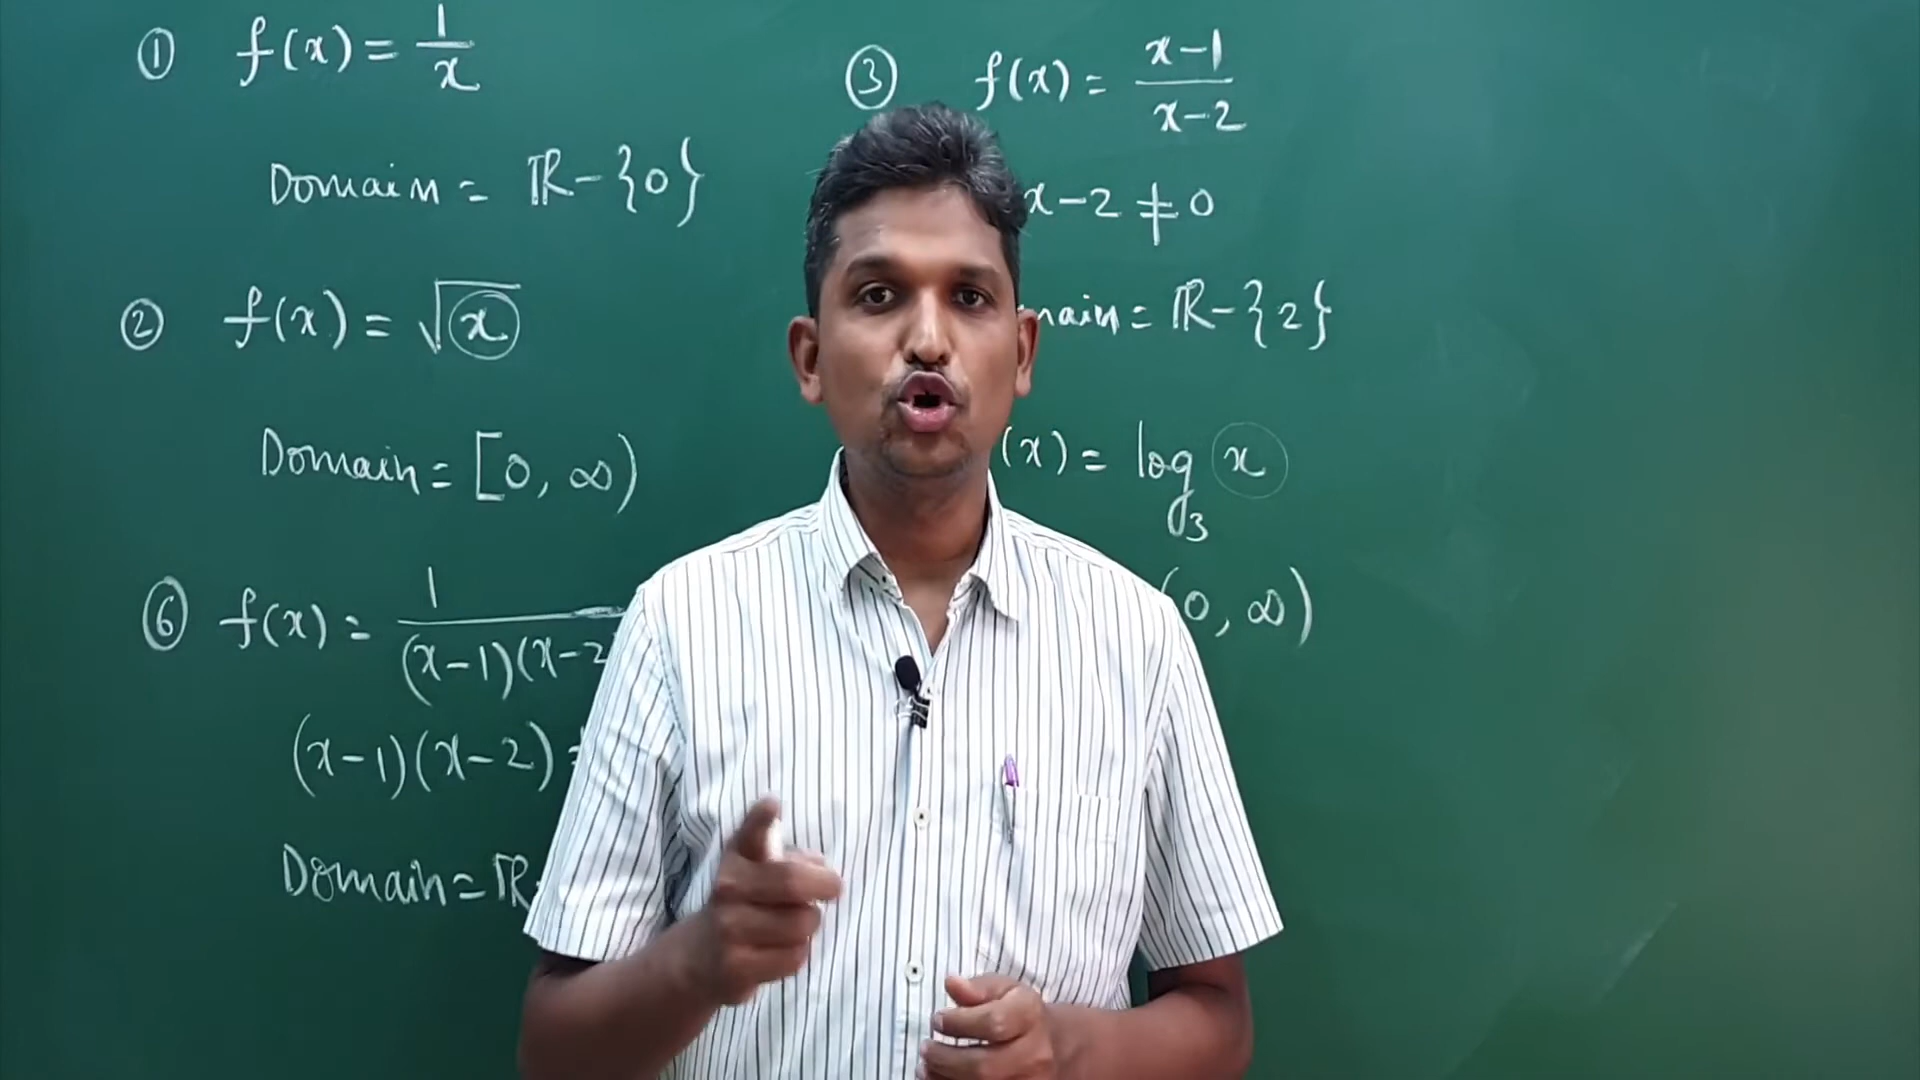 ① f(x) = 1/x
Domain = ℝ-{0}
② f(x) = √x
Domain = [0, ∞)
⑥ f(x) = 1/(x-1)(x-2
(x-1)(x-2)
Domain = ℝ-
③ f(x) = x-1/x-2
x-2 ≠ 0
main = ℝ-{2}
(x) = log₃ x
(0, ∞)